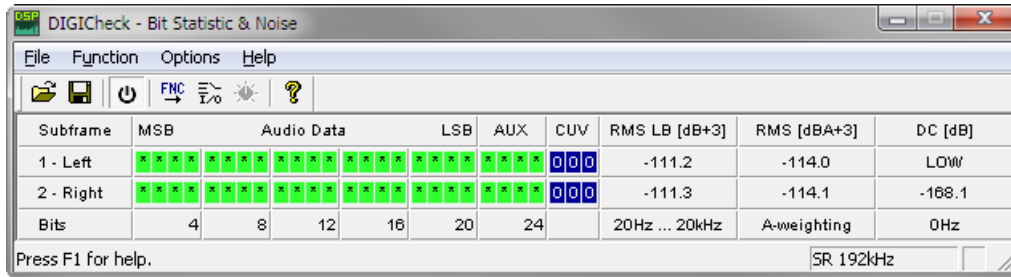 DSP DIGICheck - Bit Statistic & Noise
File Function Options Help
FNC I/o ?
Subframe MSB Audio Data LSB AUX CUV RMS LB [dB+3] RMS [dBA+3] DC [dB]
1 - Left * * * * * * * * * * * * * * * * * * * * * * * * 0 0 0 -111.2 -114.0 LOW
2 - Right * * * * * * * * * * * * * * * * * * * * * * * * 0 0 0 -111.3 -114.1 -168.1
Bits 4 8 12 16 20 24 20Hz ... 20kHz A-weighting 0Hz
Press F1 for help. SR 192kHz